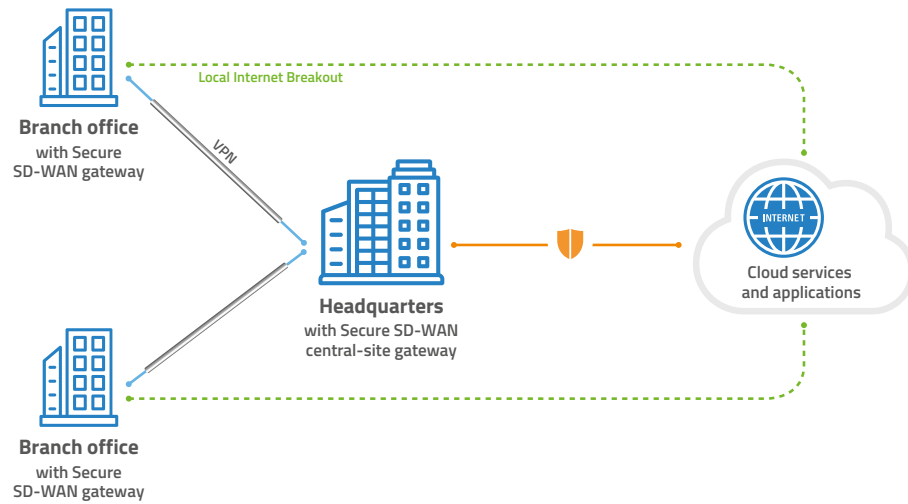 Local Internet Breakout
Branch office
with Secure
SD-WAN gateway
VPN
INTERNET
Cloud services
and applications
Headquarters
with Secure SD-WAN
central-site gateway
Branch office
with Secure
SD-WAN gateway